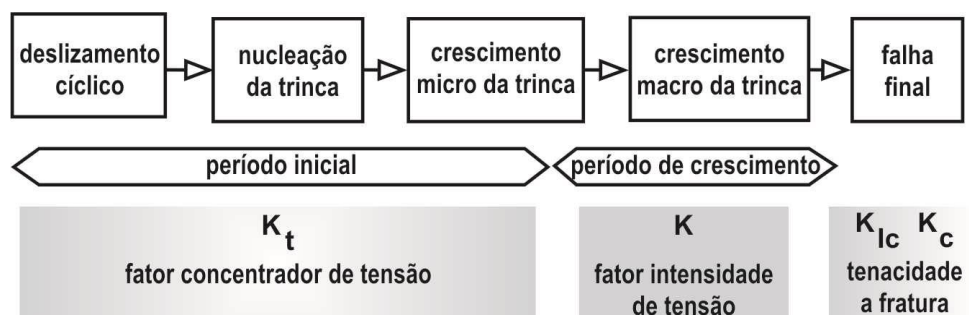 deslizamento
cíclico
nucleação
da trinca
crescimento
micro da trinca
crescimento
macro da trinca
falha
final
período inicial
período de crescimento
Kt
fator concentrador de tensão
K
fator intensidade
de tensão
KIc Kc
tenacidade
a fratura